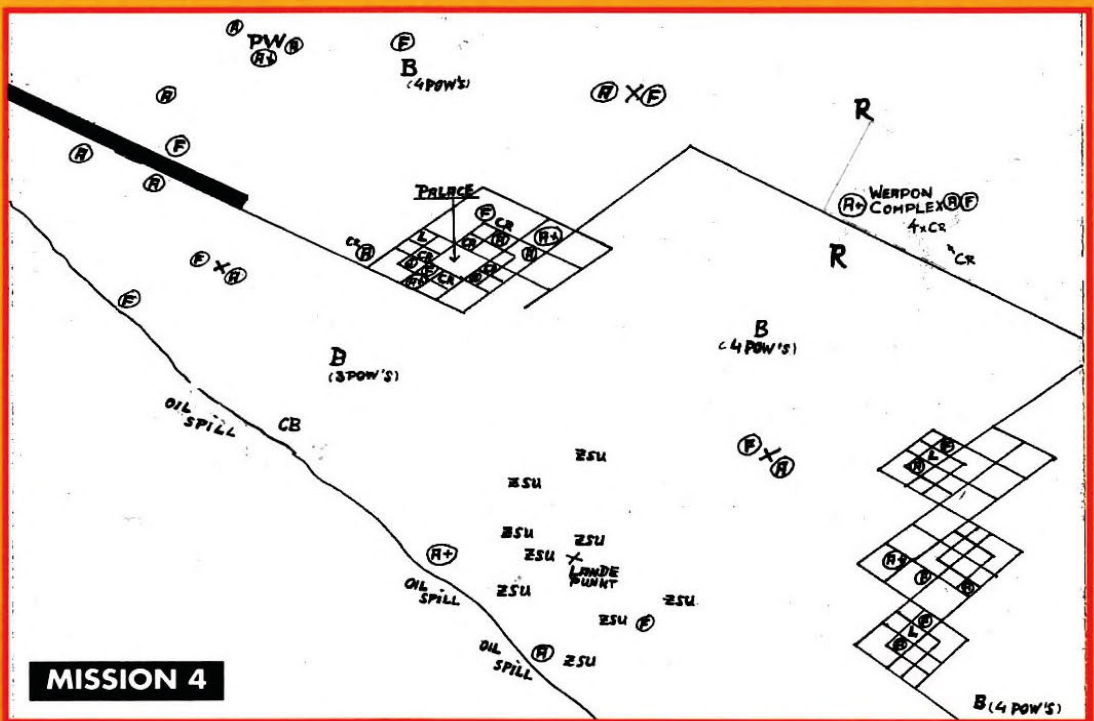 A
PW
A
A+
F
B
(4 POW'S)
A
X
F
A
R
F
A
A
PALACE
A+
WEAPON
COMPLEX
A
F
4xCR
CR
R
F
CR
A
A+
L
CR
A
CR
A
F
X
A
F
B
(3 POW'S)
B
(4 POW'S)
OIL
SPILL
CB
F
X
A
F
L
A
ZSU
ZSU
ZSU
ZSU
ZSU
X
LANDE
PUNKT
A+
OIL
SPILL
ZSU
ZSU
ZSU
F
A+
A
A
F
L
A
OIL
SPILL
A
ZSU
MISSION 4
B (4 POW'S)